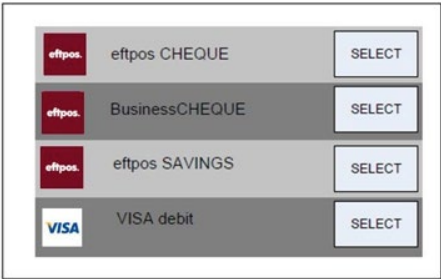 eftpos. eftpos CHEQUE SELECT
eftpos. BusinessCHEQUE SELECT
eftpos. eftpos SAVINGS SELECT
VISA VISA debit SELECT